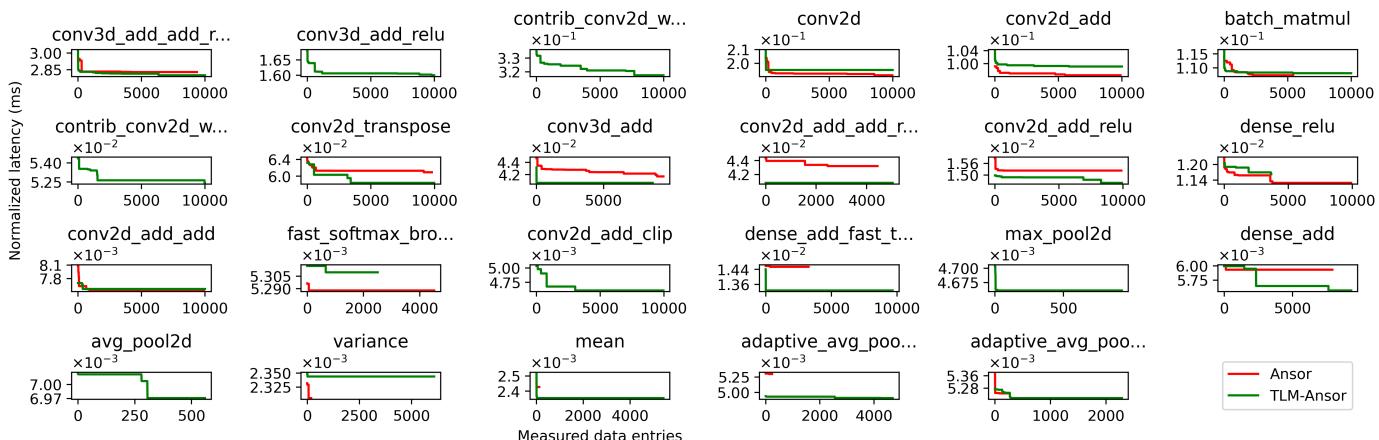 conv3d_add_add_r...
3.00
2.85
0 5000 10000
conv3d_add_relu
1.65
1.60
0 5000 10000
contrib_conv2d_w...
×10⁻¹
3.3
3.2
0 5000 10000
conv2d
×10⁻¹
2.1
2.0
0 5000 10000
conv2d_add
×10⁻¹
1.04
1.00
0 5000 10000
batch_matmul
×10⁻¹
1.15
1.10
0 5000 10000
Normalized latency (ms)
contrib_conv2d_w...
×10⁻²
5.40
5.25
0 5000 10000
conv2d_transpose
×10⁻²
6.4
6.0
0 5000 10000
conv3d_add
×10⁻²
4.4
4.2
0 5000
conv2d_add_add_r...
×10⁻²
4.4
4.2
0 2000 4000
conv2d_add_relu
×10⁻²
1.56
1.50
0 5000 10000
dense_relu
×10⁻²
1.20
1.14
0 5000 10000
conv2d_add_add
×10⁻³
8.1
7.8
0 5000 10000
fast_softmax_bro...
×10⁻³
5.305
5.290
0 2000 4000
conv2d_add_clip
×10⁻³
5.00
4.75
0 5000 10000
dense_add_fast_t...
×10⁻²
1.44
1.36
0 5000 10000
max_pool2d
×10⁻³
4.700
4.675
0 500
dense_add
×10⁻³
6.00
5.75
0 5000
avg_pool2d
×10⁻³
7.00
6.97
0 250 500
variance
×10⁻³
2.350
2.325
0 2500 5000
mean
×10⁻³
2.5
2.4
0 2000 4000
adaptive_avg_poo...
×10⁻³
5.25
5.00
0 2000 4000
adaptive_avg_poo...
×10⁻³
5.36
5.28
0 1000 2000
Ansor
TLM-Ansor
Measured data entries